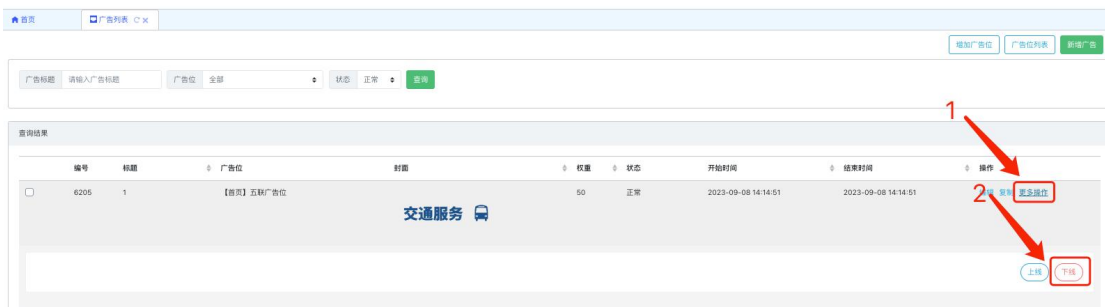 首页 广告列表
增加广告位 广告位列表 新增广告
广告标题 请输入广告标题 广告位 全部 状态 正常 查询
1
查询结果
编号 标题 广告位 封面 权重 状态 开始时间 结束时间 操作
6205 1 【首页】五联广告位 50 正常 2023-09-08 14:14:51 2023-09-08 14:14:51 编辑 复制 更多操作
2
交通服务
上线 下线